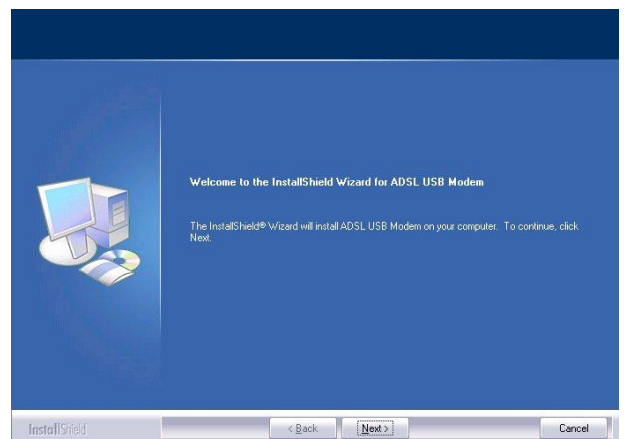 Welcome to the InstallShield Wizard for ADSL USB Modem
The InstallShield® Wizard will install ADSL USB Modem on your computer. To continue, click
Next.
InstallShield
< Back
Next >
Cancel